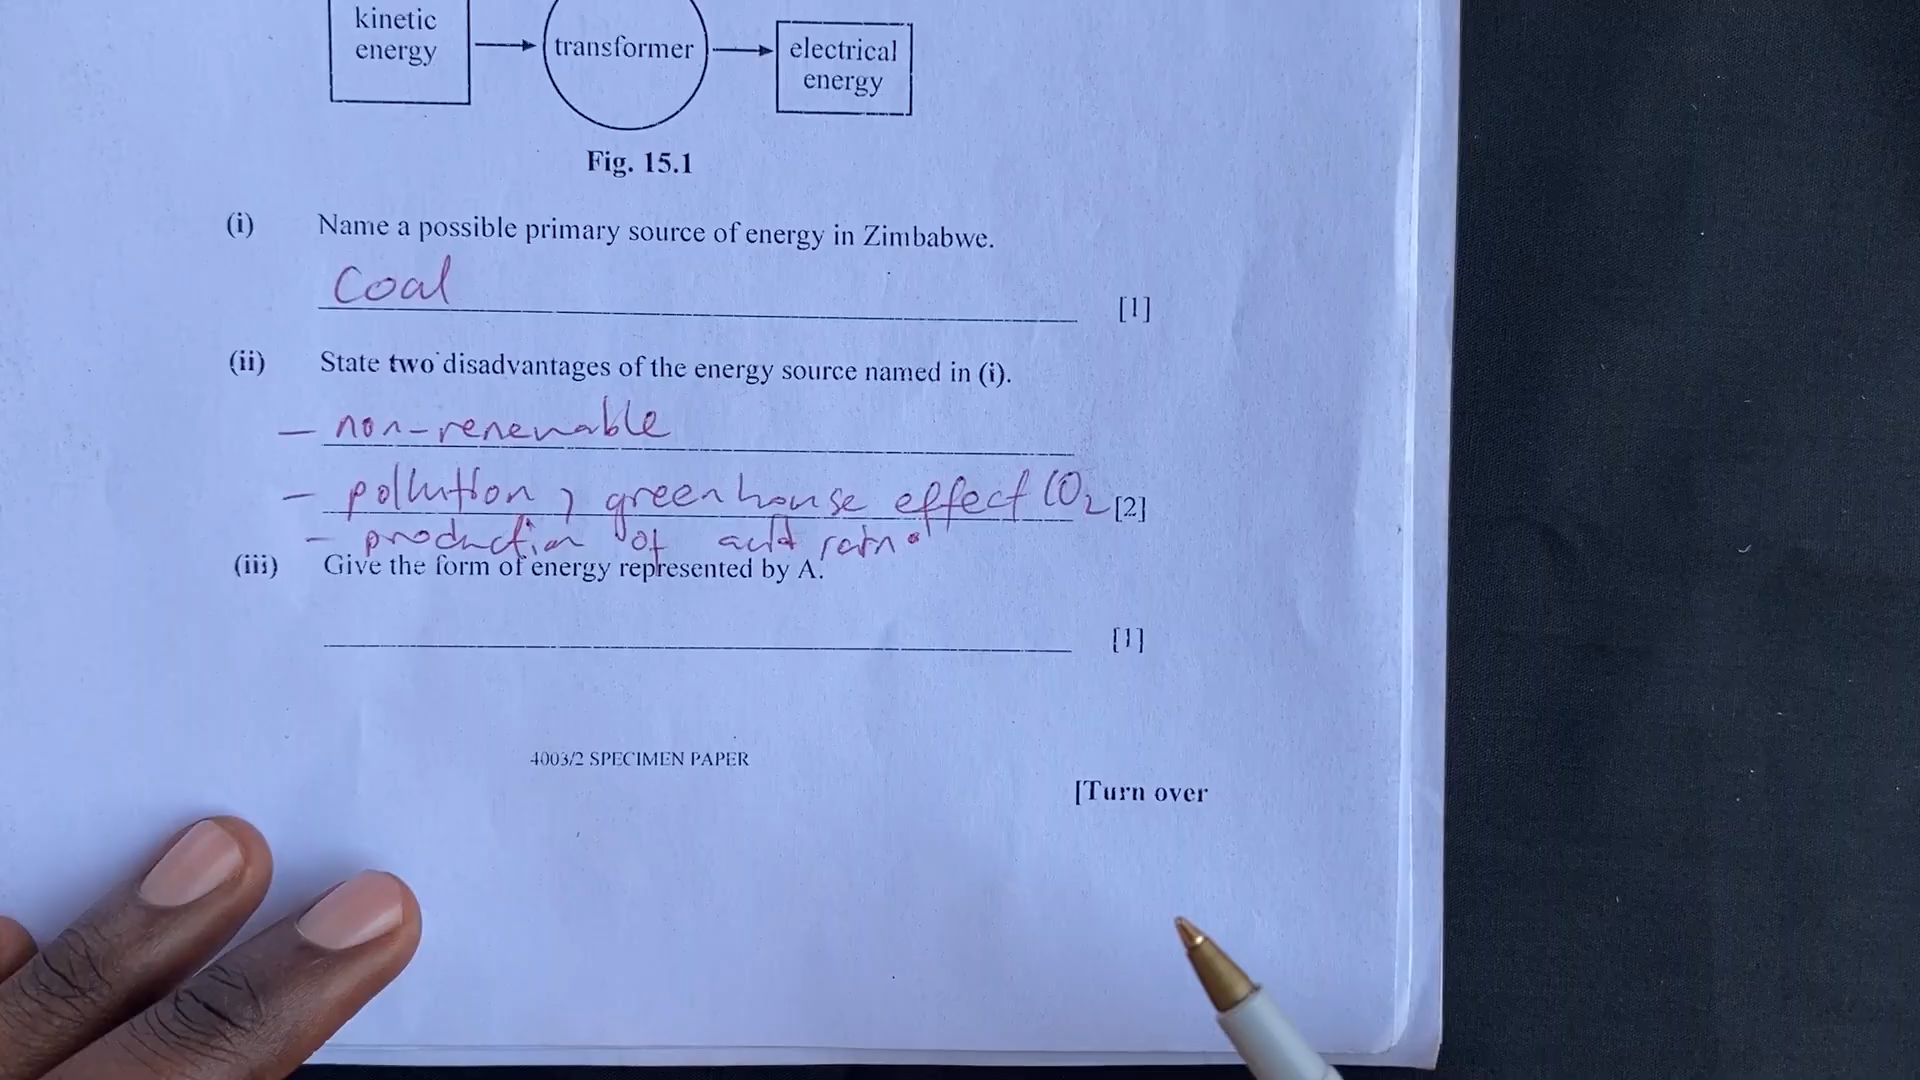 kinetic
energy
transformer
electrical
energy
Fig. 15.1
(i) Name a possible primary source of energy in Zimbabwe.
Coal
[1]
(ii) State two disadvantages of the energy source named in (i).
- non-renewable
- pollution, greenhouse effect CO2 [2]
- production of acid rain.
(iii) Give the form of energy represented by A.
[1]
4003/2 SPECIMEN PAPER
[Turn over